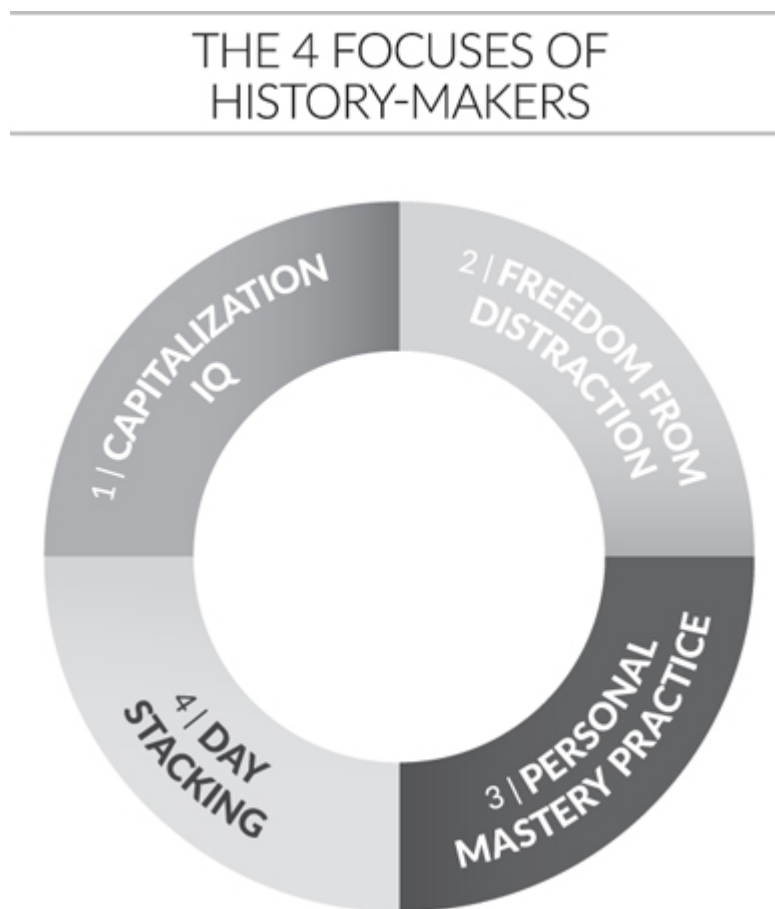 THE 4 FOCUSES OF
HISTORY-MAKERS
1 | CAPITALIZATION
IQ
2 | FREEDOM FROM
DISTRACTION
3 | PERSONAL
MASTERY PRACTICE
4 | DAY
STACKING